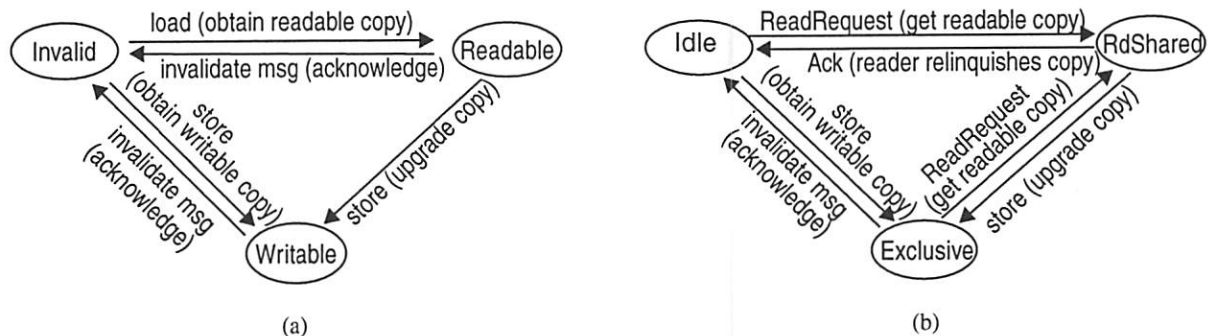 load (obtain readable copy)
Invalid
Readable
invalidate msg (acknowledge)
store
(obtain writable copy)
invalidate msg
(acknowledge)
store (upgrade copy)
Writable
(a)
ReadRequest (get readable copy)
Idle
RdShared
Ack (reader relinquishes copy)
store
(obtain writable copy)
invalidate msg
(acknowledge)
ReadRequest
(get readable copy)
store (upgrade copy)
Exclusive
(b)